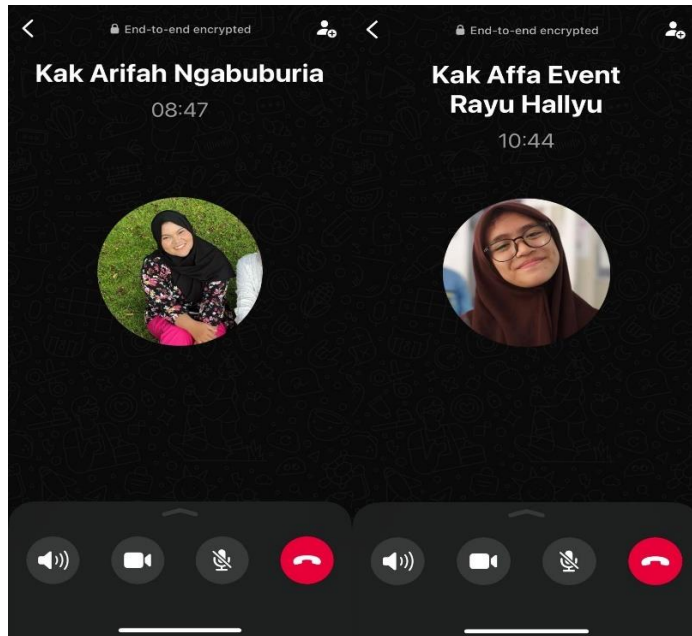 End-to-end encrypted
Kak Arifah Ngabuburia
08:47
End-to-end encrypted
Kak Affa Event
Rayu Hallyu
10:44